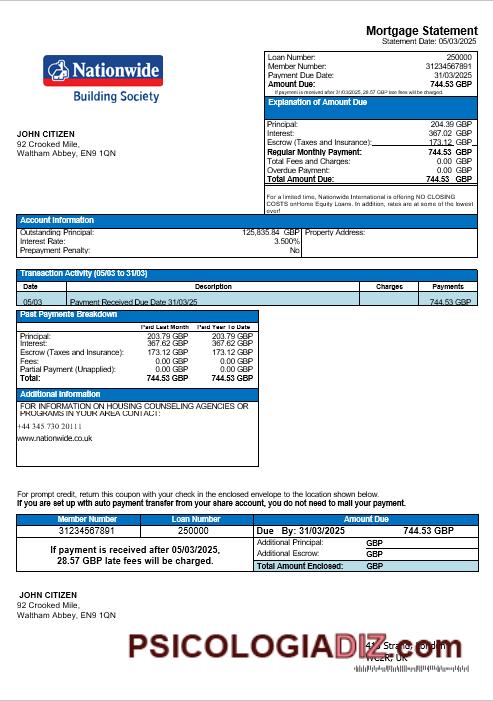 Mortgage Statement
Statement Date: 05/03/2025
Nationwide
Building Society
Loan Number: 250000
Member Number: 31234567891
Payment Due Date: 31/03/2025
Amount Due: 744.53 GBP
If payment is received after 31/03/2025, 28.57 GBP late fees will be charged.
Explanation of Amount Due
Principal: 204.39 GBP
Interest: 367.02 GBP
Escrow (Taxes and Insurance): 173.12 GBP
Regular Monthly Payment: 744.53 GBP
Total Fees and Charges: 0.00 GBP
Overdue Payment: 0.00 GBP
Total Amount Due: 744.53 GBP
JOHN CITIZEN
92 Crooked Mile,
Waltham Abbey, EN9 1QN
For a limited time, Nationwide International is offering NO CLOSING
COSTS onHome Equity Loans. In addition, rates are at some of the lowest
ever!
Account Information
Outstanding Principal: 125,835.84 GBP Property Address:
Interest Rate: 3.500%
Prepayment Penalty: No
Transaction Activity (05/03 to 31/03)
Date Description Charges Payments
05/03 Payment Received Due Date 31/03/25 744.53 GBP
Past Payments Breakdown
Paid Last Month Paid Year To Date
Principal: 203.79 GBP 203.79 GBP
Interest: 367.62 GBP 367.62 GBP
Escrow (Taxes and Insurance): 173.12 GBP 173.12 GBP
Fees: 0.00 GBP 0.00 GBP
Partial Payment (Unapplied): 0.00 GBP 0.00 GBP
Total: 744.53 GBP 744.53 GBP
Additional Information
FOR INFORMATION ON HOUSING COUNSELING AGENCIES OR
PROGRAMS IN YOUR AREA CONTACT:
+44 345 730 20111
www.nationwide.co.uk
For prompt credit, return this coupon with your check in the enclosed envelope to the location shown below.
If you are set up with auto payment transfer from your share account, you do not need to mail your payment.
Member Number Loan Number Amount Due
31234567891 250000 Due By: 31/03/2025 744.53 GBP
If payment is received after 05/03/2025,
28.57 GBP late fees will be charged.
Additional Principal: GBP
Additional Escrow: GBP
Total Amount Enclosed: GBP
JOHN CITIZEN
92 Crooked Mile,
Waltham Abbey, EN9 1QN
PSICOLOGIADIZ.com
Strand, London
WC2R, UK